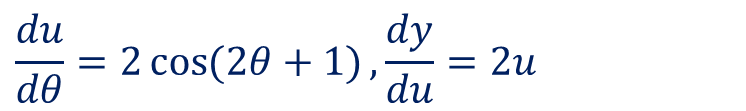 du/dθ = 2 cos(2θ + 1) , dy/du = 2u